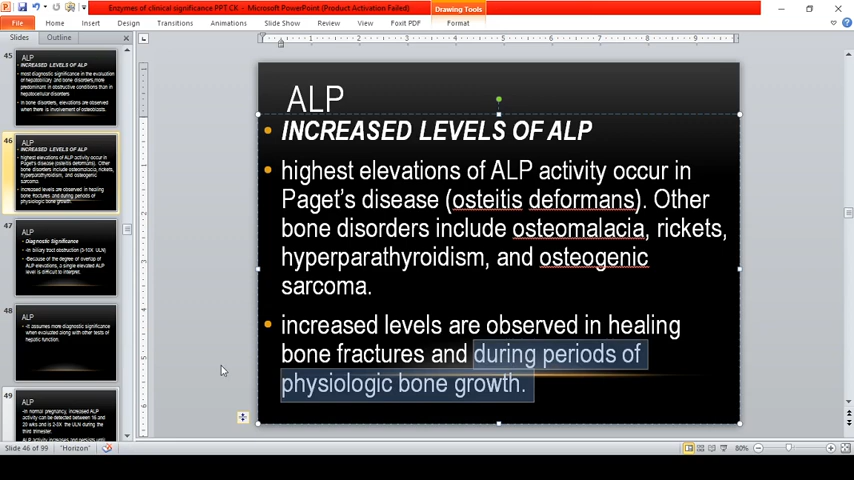 Enzymes of clinical significance PPT CK - Microsoft PowerPoint (Product Activation Failed)
Drawing Tools
File Home Insert Design Transitions Animations Slide Show Review View Foxit PDF Format
Slides Outline
45
ALP
INCREASED LEVELS OF ALP
most diagnostic significance in the evaluation
of hepatobiliary and bone disorders, more
predominant in obstructive conditions than in
hepatocellular disorders
In bone disorders, elevations are observed
when there is involvement of osteoblasts.
46
ALP
INCREASED LEVELS OF ALP
highest elevations of ALP activity occur in
Paget's disease (osteitis deformans). Other
bone disorders include osteomalacia, rickets,
hyperparathyroidism, and osteogenic
sarcoma.
increased levels are observed in healing
bone fractures and during periods of
physiologic bone growth.
47
ALP
Diagnostic Significance
-In biliary tract obstruction (3-10X ULN)
-Because of the degree of overlap of
ALP elevations, a single elevated ALP
level is difficult to interpret.
48
ALP
-It assumes more diagnostic significance
when evaluated along with other tests of
hepatic function.
49
ALP
-In normal pregnancy, increased ALP
activity can be detected between 16 and
20 wks and is 2-3X the ULN during the
third trimester.
ALP
INCREASED LEVELS OF ALP
highest elevations of ALP activity occur in
Paget's disease (osteitis deformans). Other
bone disorders include osteomalacia, rickets,
hyperparathyroidism, and osteogenic
sarcoma.
increased levels are observed in healing
bone fractures and during periods of
physiologic bone growth.
Slide 46 of 99 "Horizon" 80%